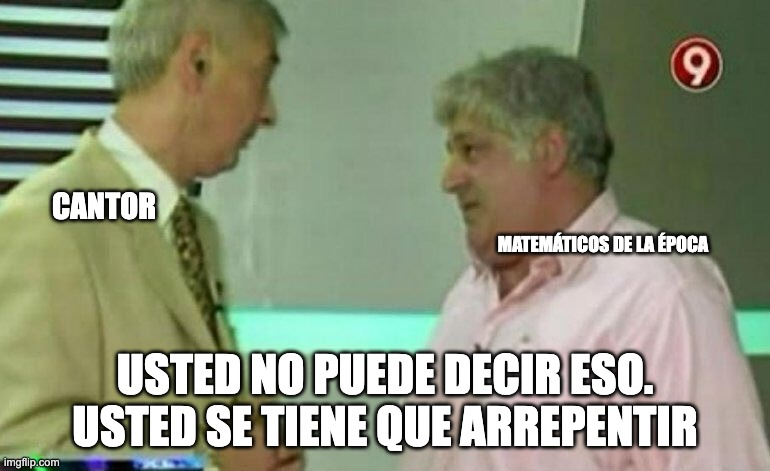 9
CANTOR
MATEMÁTICOS DE LA ÉPOCA
USTED NO PUEDE DECIR ESO.
USTED SE TIENE QUE ARREPENTIR
imgflip.com